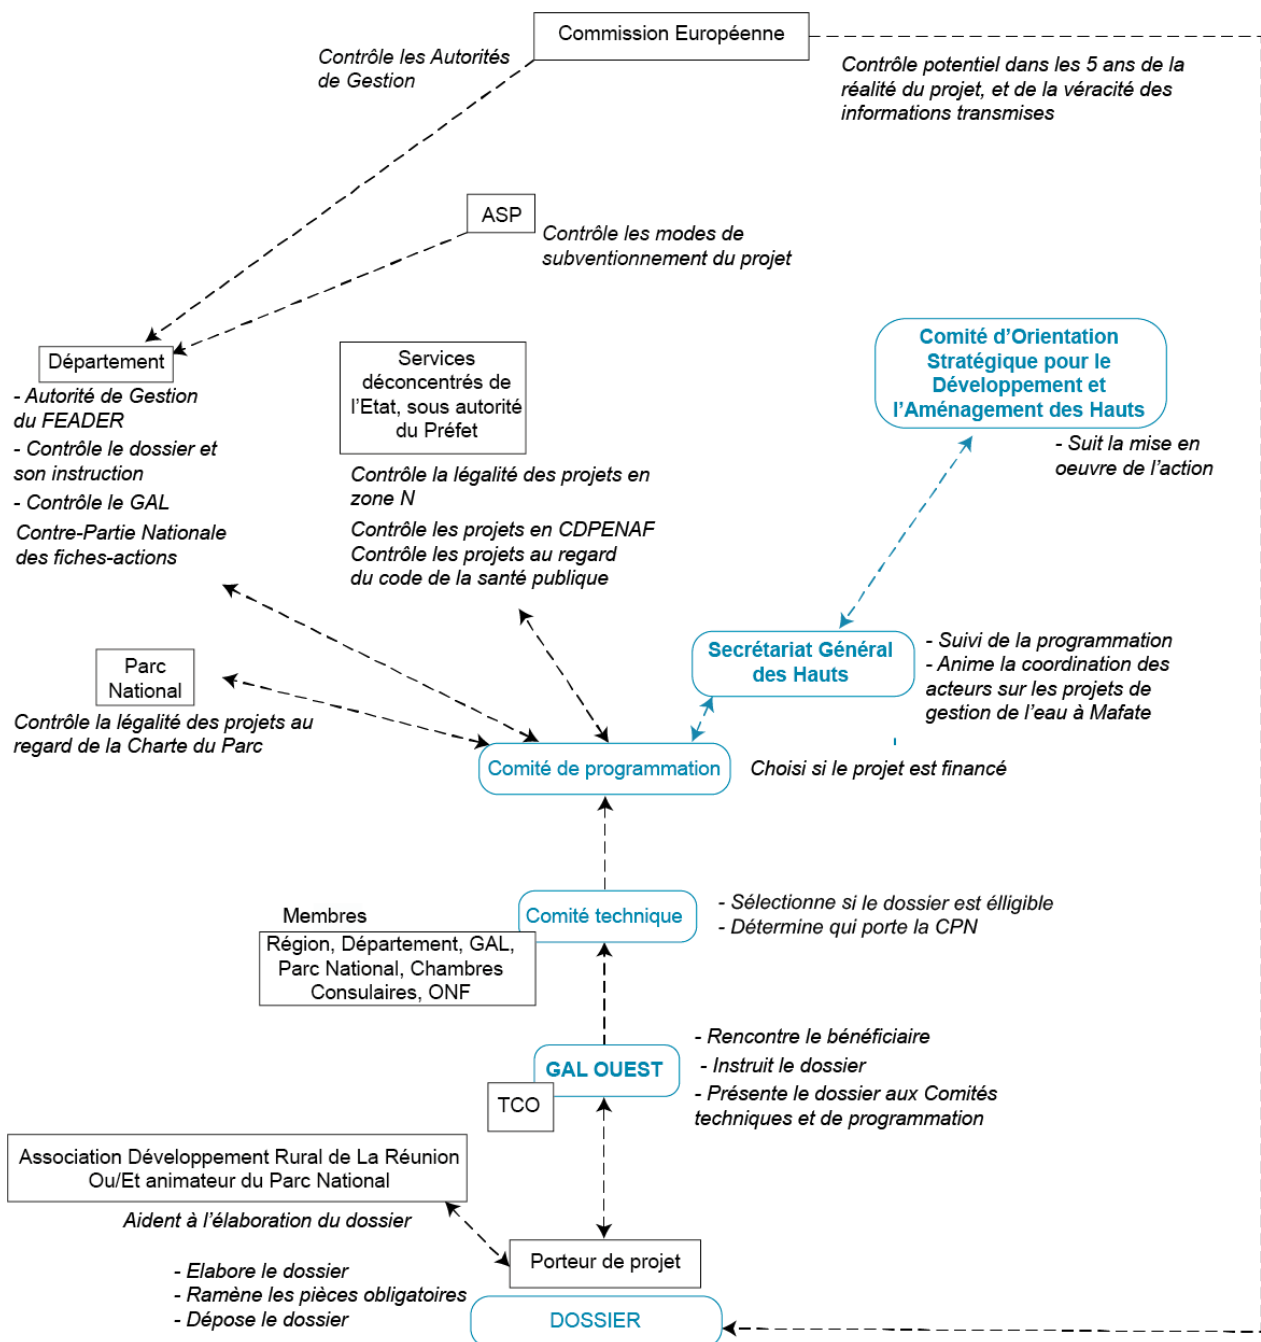 Commission Européenne
Contrôle les Autorités
de Gestion
Contrôle potentiel dans les 5 ans de la
réalité du projet, et de la véracité des
informations transmises
ASP
Contrôle les modes de
subventionnement du projet
Département
- Autorité de Gestion
du FEADER
- Contrôle le dossier et
son instruction
- Contrôle le GAL
Contre-Partie Nationale
des fiches-actions
Services
déconcentrés de
l'Etat, sous autorité
du Préfet
Contrôle la légalité des projets en
zone N
Contrôle les projets en CDPENAF
Contrôle les projets au regard
du code de la santé publique
Comité d'Orientation
Stratégique pour le
Développement et
l'Aménagement des Hauts
- Suit la mise en
oeuvre de l'action
Secrétariat Général
des Hauts
- Suivi de la programmation
- Anime la coordination des
acteurs sur les projets de
gestion de l'eau à Mafate
Parc
National
Contrôle la légalité des projets au
regard de la Charte du Parc
Comité de programmation
Choisi si le projet est financé
Comité technique
- Sélectionne si le dossier est élligible
- Détermine qui porte la CPN
Membres
Région, Département, GAL,
Parc National, Chambres
Consulaires, ONF
GAL OUEST
TCO
- Rencontre le bénéficiaire
- Instruit le dossier
- Présente le dossier aux Comités
techniques et de programmation
Association Développement Rural de La Réunion
Ou/Et animateur du Parc National
Aident à l'élaboration du dossier
Porteur de projet
- Elabore le dossier
- Ramène les pièces obligatoires
- Dépose le dossier
DOSSIER